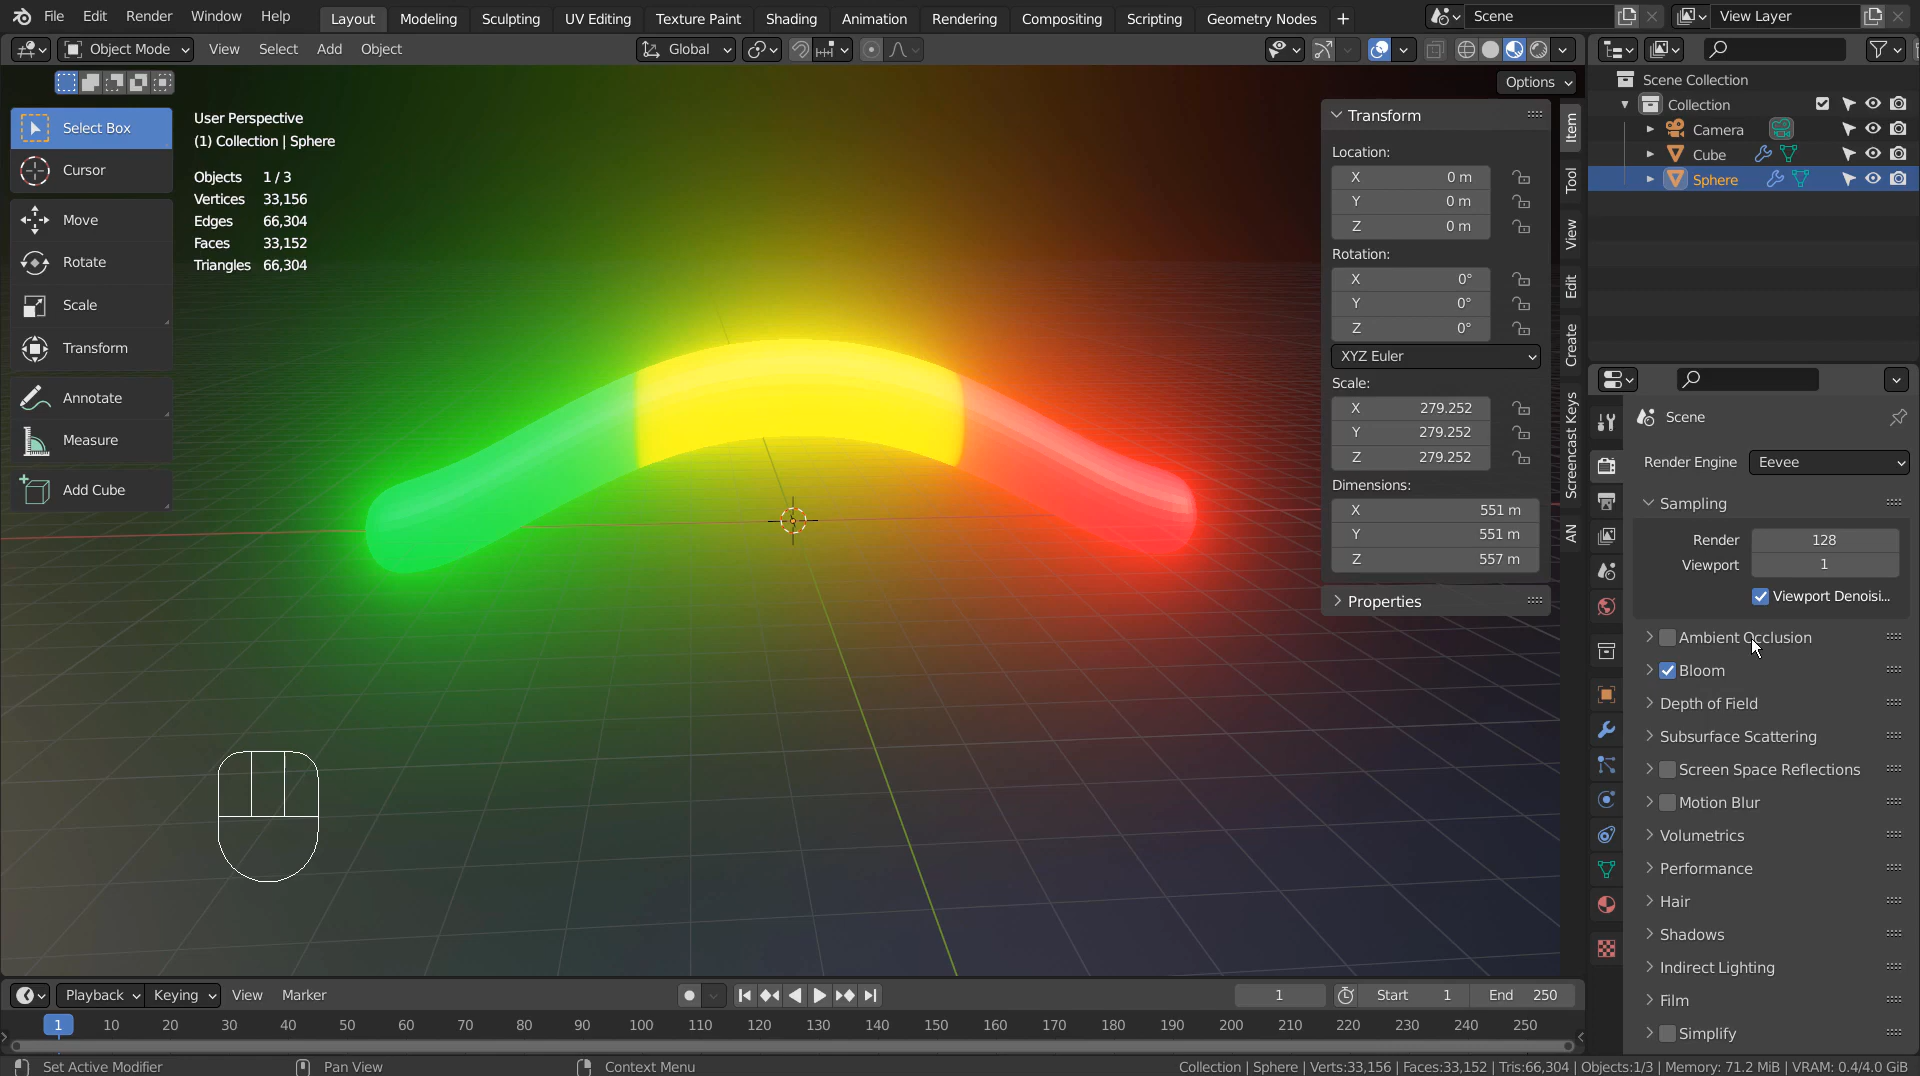 File Edit Render Window Help Layout Modeling Sculpting UV Editing Texture Paint Shading Animation Rendering Compositing Scripting Geometry Nodes + Scene View Layer
Object Mode View Select Add Object Global
Options
Select Box
Cursor
Move
Rotate
Scale
Transform
Annotate
Measure
Add Cube
User Perspective
(1) Collection | Sphere
Objects 1 / 3
Vertices 33,156
Edges 66,304
Faces 33,152
Triangles 66,304
Transform
Location:
X 0 m
Y 0 m
Z 0 m
Rotation:
X 0°
Y 0°
Z 0°
XYZ Euler
Scale:
X 279.252
Y 279.252
Z 279.252
Dimensions:
X 551 m
Y 551 m
Z 557 m
Properties
Item
Tool
View
Edit
Create
Screencast Keys
AN
Scene Collection
Collection
Camera
Cube
Sphere
Scene
Render Engine Eevee
Sampling
Render 128
Viewport 1
Viewport Denoisi...
Ambient Occlusion
Bloom
Depth of Field
Subsurface Scattering
Screen Space Reflections
Motion Blur
Volumetrics
Performance
Hair
Shadows
Indirect Lighting
Film
Simplify
Playback Keying View Marker 1 Start 1 End 250
1 10 20 30 40 50 60 70 80 90 100 110 120 130 140 150 160 170 180 190 200 210 220 230 240 250
Set Active Modifier Pan View Context Menu Collection | Sphere | Verts:33,156 | Faces:33,152 | Tris:66,304 | Objects:1/3 | Memory: 71.2 MiB | VRAM: 0.4/4.0 GiB